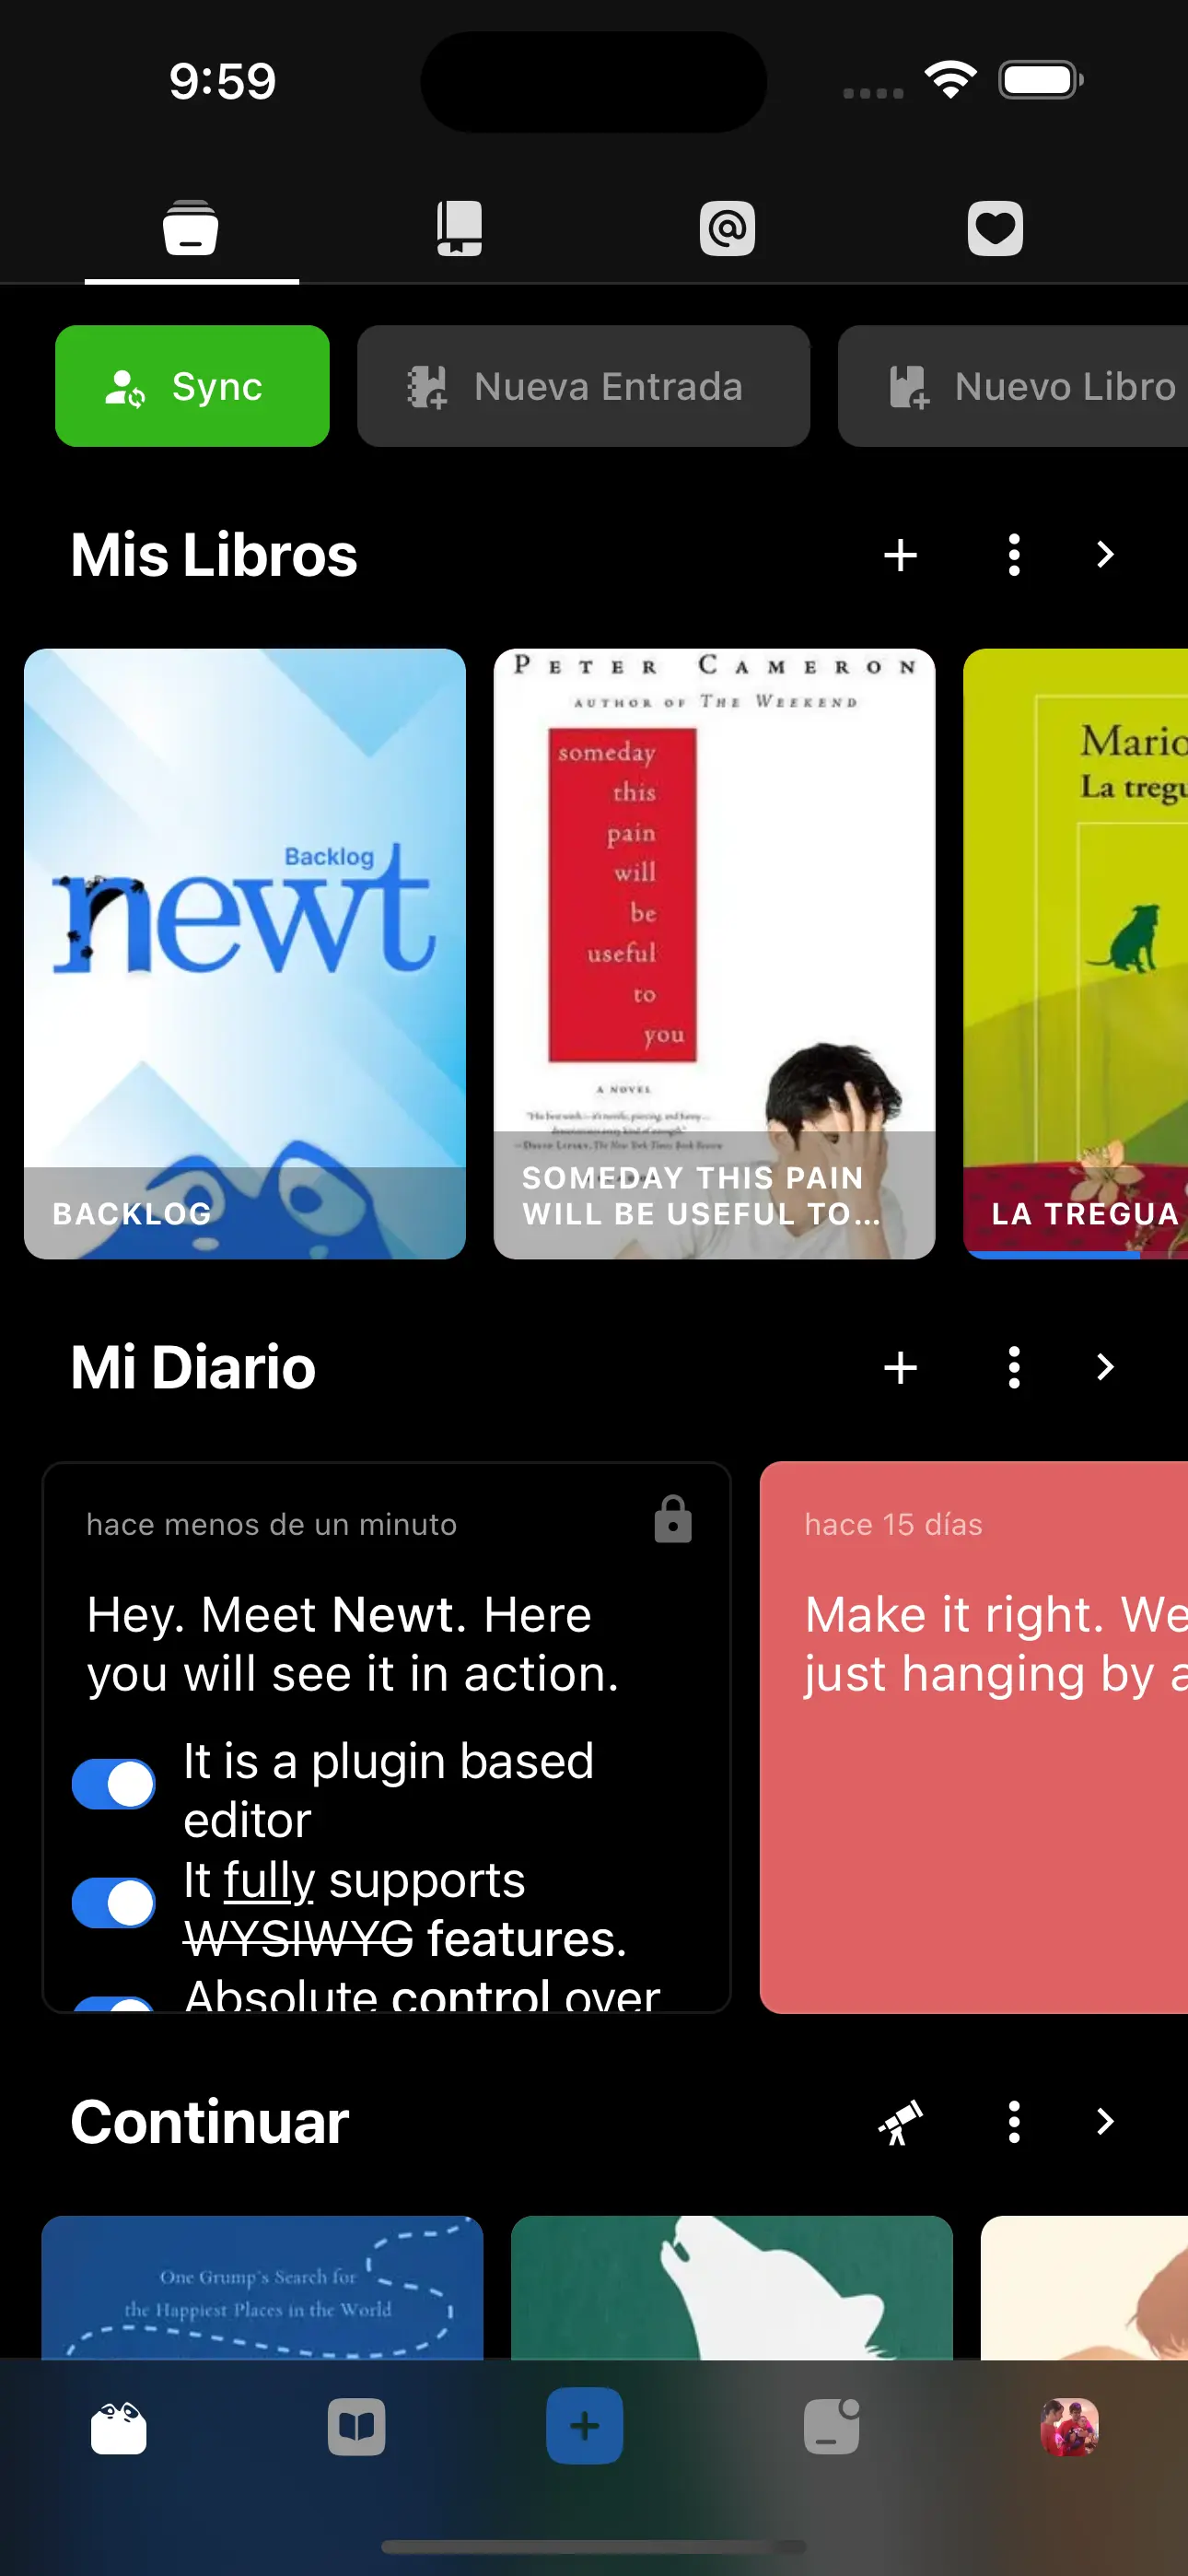 9:59
Sync
Nueva Entrada
Nuevo Libro
Mis Libros
Backlog
newt
BACKLOG
PETER CAMERON
AUTHOR OF THE WEEKEND
someday
this
pain
will
be
useful
to
you
A NOVEL
SOMEDAY THIS PAIN
WILL BE USEFUL TO...
Mario
La tregu
LA TREGUA
Mi Diario
hace menos de un minuto
Hey. Meet Newt. Here
you will see it in action.
It is a plugin based
editor
It fully supports
WYSIWYG features.
Absolute control over
hace 15 días
Make it right. We
just hanging by a
Continuar
One Grump's Search for
the Happiest Places in the World